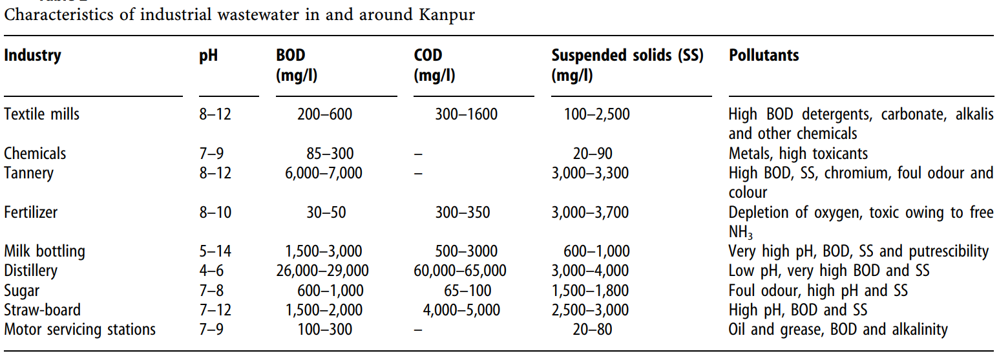 Characteristics of industrial wastewater in and around Kanpur
Industry pH BOD COD Suspended solids (SS) Pollutants
(mg/l) (mg/l) (mg/l)
Textile mills 8–12 200–600 300–1600 100–2,500 High BOD detergents, carbonate, alkalis
and other chemicals
Chemicals 7–9 85–300 – 20–90 Metals, high toxicants
Tannery 8–12 6,000–7,000 – 3,000–3,300 High BOD, SS, chromium, foul odour and
colour
Fertilizer 8–10 30–50 300–350 3,000–3,700 Depletion of oxygen, toxic owing to free
NH₃
Milk bottling 5–14 1,500–3,000 500–3000 600–1,000 Very high pH, BOD, SS and putrescibility
Distillery 4–6 26,000–29,000 60,000–65,000 3,000–4,000 Low pH, very high BOD and SS
Sugar 7–8 600–1,000 65–100 1,500–1,800 Foul odour, high pH and SS
Straw-board 7–12 1,500–2,000 4,000–5,000 2,500–3,000 High pH, BOD and SS
Motor servicing stations 7–9 100–300 – 20–80 Oil and grease, BOD and alkalinity